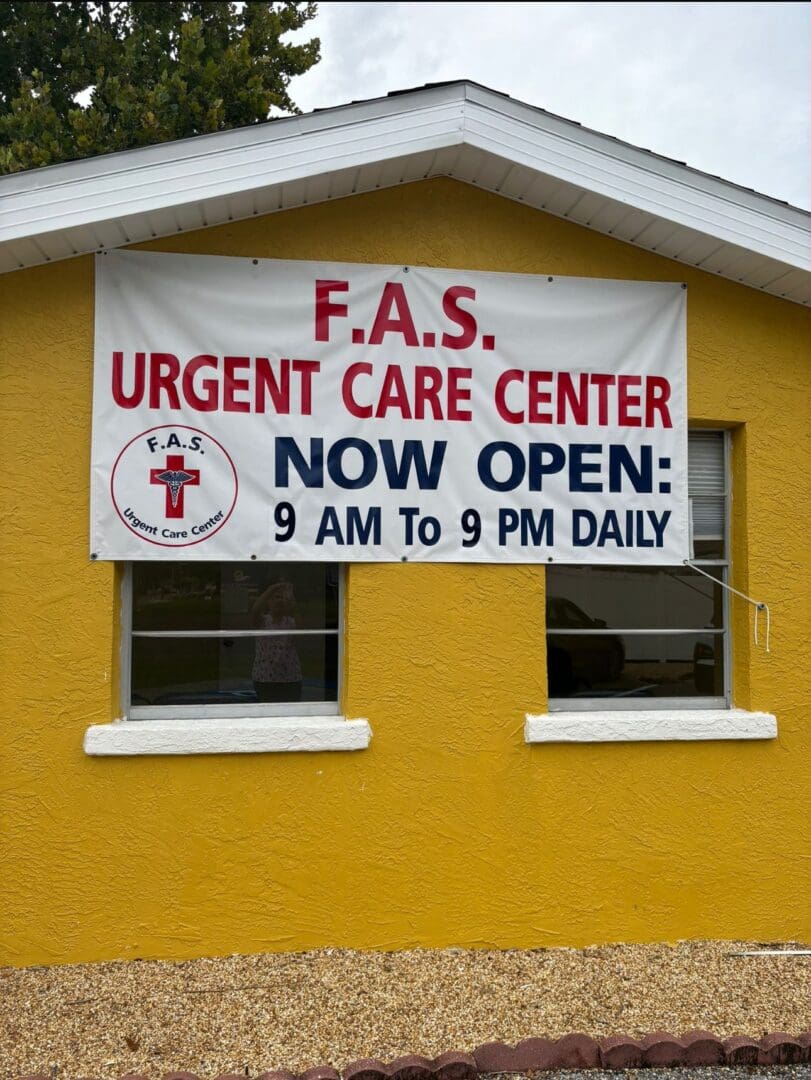 F.A.S.
URGENT CARE CENTER
NOW OPEN:
9 AM To 9 PM DAILY
F.A.S.
Urgent Care Center